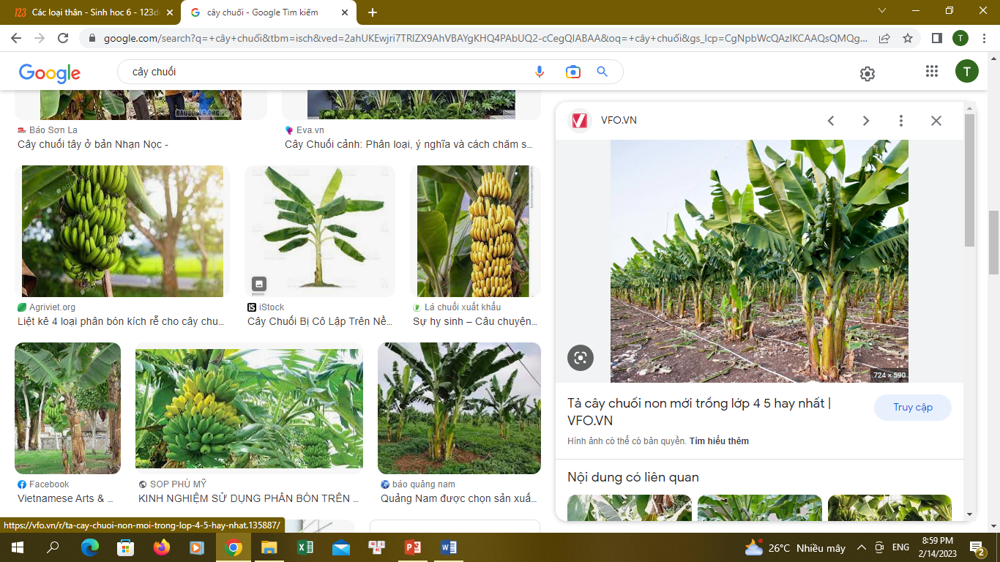 Các loại thân - Sinh hoc 6 - 123d
cây chuối - Google Tìm kiếm
google.com/search?q=+cây+chuối&tbm=isch&ved=2ahUKEwjri7TRlZX9AhVBAYgKHQ4PAbUQ2-cCegQIABAA&oq=+cây+chuối&gs_lcp=CgNpbWcQAzIKCAAQsQMQg...
T
Google
cây chuối
T
BAOSONLA.ORG.VN
Báo Sơn La
Cây chuối tây ở bản Nhạn Nọc -
Eva.vn
Cây Chuối cảnh: Phân loại, ý nghĩa và cách chăm s...
Agriviet.org
Liệt kê 4 loại phân bón kích rễ cho cây chu...
iStock
Cây Chuối Bị Cô Lập Trên Nề...
Lá chuối xuất khẩu
Sự hy sinh – Câu chuyện...
Facebook
Vietnamese Arts & ...
SOP PHÚ MỸ
KINH NGHIỆM SỬ DỤNG PHÂN BÓN TRÊN ...
báo quảng nam
Quảng Nam được chọn sản xuấ...
VFO.VN
724 × 590
Tả cây chuối non mới trồng lớp 4 5 hay nhất |
VFO.VN
Truy cập
Hình ảnh có thể có bản quyền. Tìm hiểu thêm
Nội dung có liên quan
https://vfo.vn/r/ta-cay-chuoi-non-moi-trong-lop-4-5-hay-nhat.135887/
26°C Nhiều mây
ENG
8:59 PM
2/14/2023
2